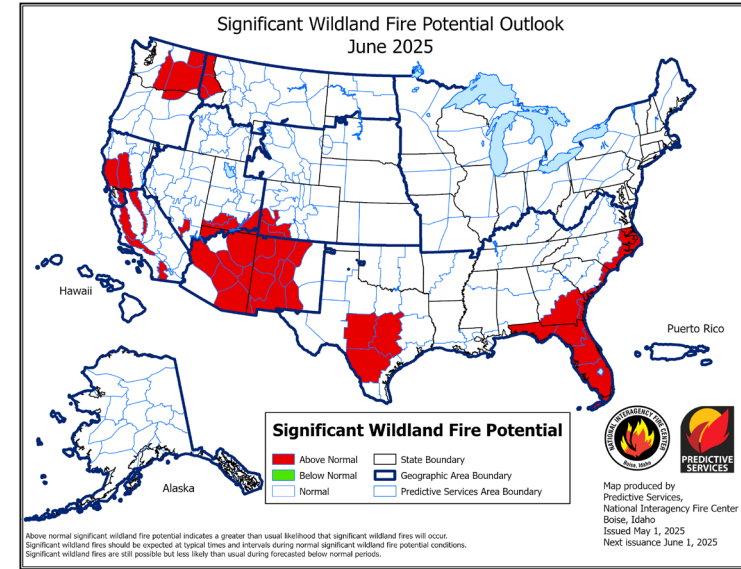 Significant Wildland Fire Potential Outlook
June 2025
Hawaii
Puerto Rico
Alaska
Significant Wildland Fire Potential
Above Normal
Below Normal
Normal
State Boundary
Geographic Area Boundary
Predictive Services Area Boundary
NATIONAL INTERAGENCY FIRE CENTER
Boise, Idaho
PREDICTIVE
SERVICES
Map produced by
Predictive Services,
National Interagency Fire Center
Boise, Idaho
Issued May 1, 2025
Next issuance June 1, 2025
Above normal significant wildland fire potential indicates a greater than usual likelihood that significant wildland fires will occur.
Significant wildland fires should be expected at typical times and intervals during normal significant wildland fire potential conditions.
Significant wildland fires are still possible but less likely than usual during forecasted below normal periods.